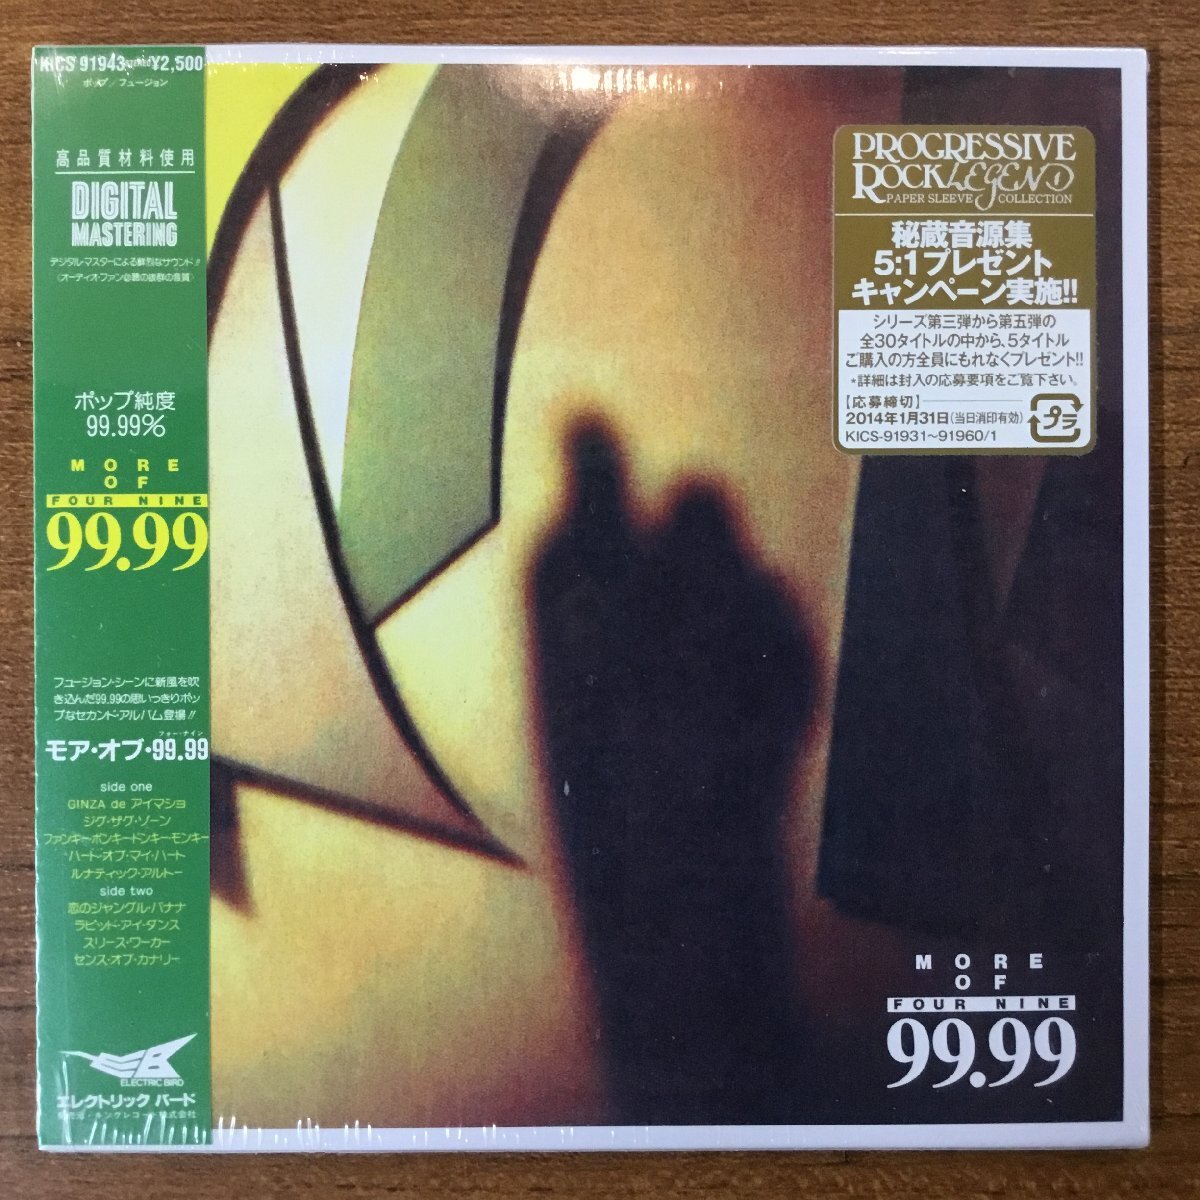 KICS 91943 ¥2,500
ポップ/フュージョン
高品質材料使用
DIGITAL
MASTERING
デジタル・マスターによる鮮烈なサウンド!!
ポップ純度
99.99%
MORE
OF
FOUR NINE
99.99
フュージョン・シーンに新風を吹
き込んだ99.99の思いっきりポッ
プなセカンド・アルバム登場!!
フォー・ナイン
モア・オブ・99.99
side one
GINZA de アイマショ
ジグ・ザグ・ゾーン
ファンキー・ポンキー・ドンキー・モンキー
ハート・オブ・マイ・ハート
ルナティック・アルトー
side two
恋のジャングル・バナナ
ラピッド・アイ・ダンス
スリース・ワーカー
センス・オブ・カナリー
EB
ELECTRIC BIRD
エレクトリック バード
キングレコード株式会社
PROGRESSIVE
ROCK LEGEND
PAPER SLEEVE COLLECTION
秘蔵音源集
5:1プレゼント
キャンペーン実施!!
シリーズ第三弾から第五弾の
全30タイトルの中から、5タイトル
ご購入の方全員にもれなくプレゼント!!
*詳細は封入の応募要項をご覧下さい。
【応募締切】
2014年1月31日(当日消印有効)
KICS-91931~91960/1
プラ
MORE
OF
FOUR NINE
99.99